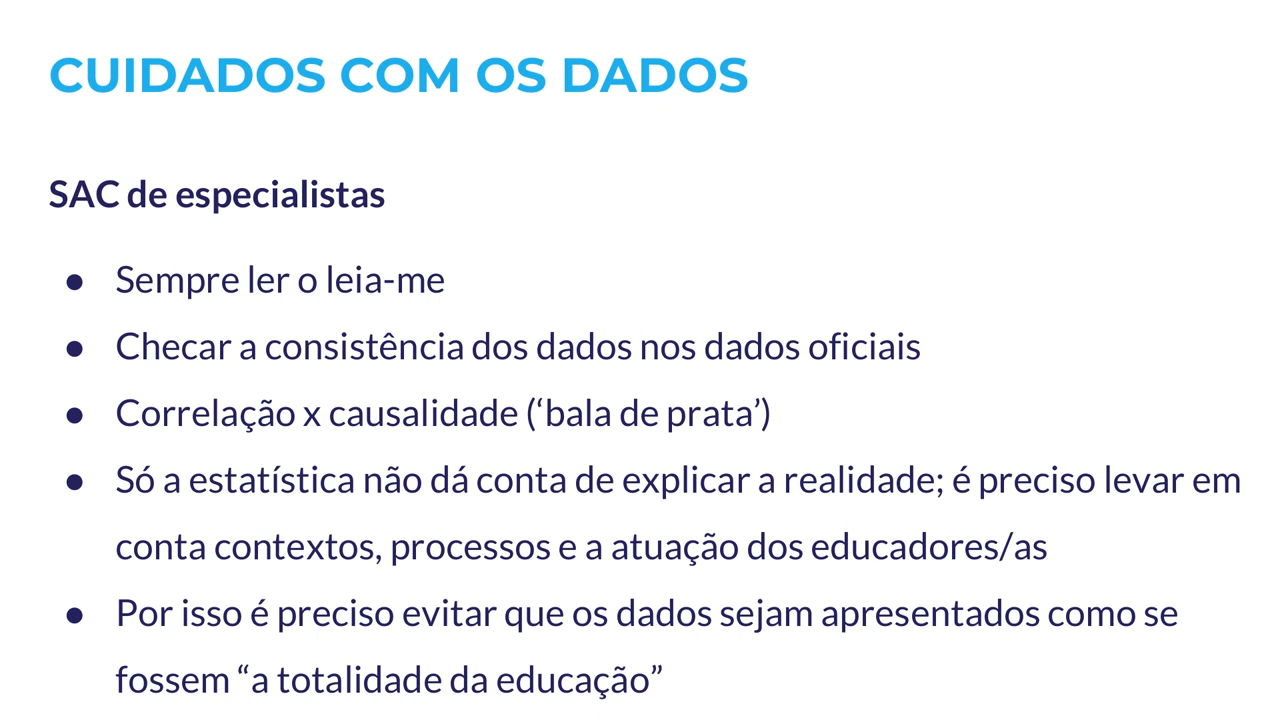 CUIDADOS COM OS DADOS
SAC de especialistas
● Sempre ler o leia-me
● Checar a consistência dos dados nos dados oficiais
● Correlação x causalidade (‘bala de prata’)
● Só a estatística não dá conta de explicar a realidade; é preciso levar em
conta contextos, processos e a atuação dos educadores/as
● Por isso é preciso evitar que os dados sejam apresentados como se
fossem “a totalidade da educação”